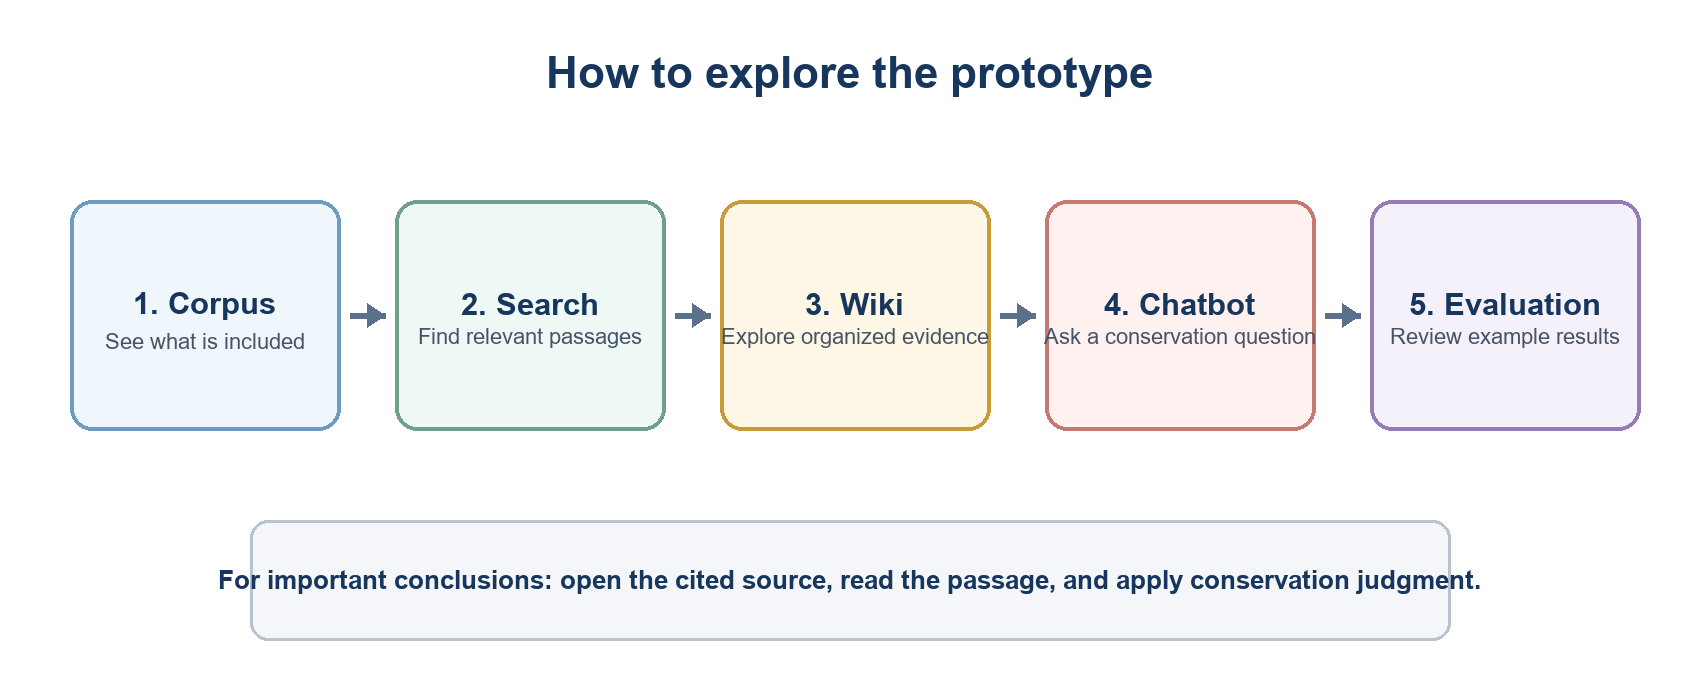 How to explore the prototype
1. Corpus
See what is included
2. Search
Find relevant passages
3. Wiki
Explore organized evidence
4. Chatbot
Ask a conservation question
5. Evaluation
Review example results
For important conclusions: open the cited source, read the passage, and apply conservation judgment.